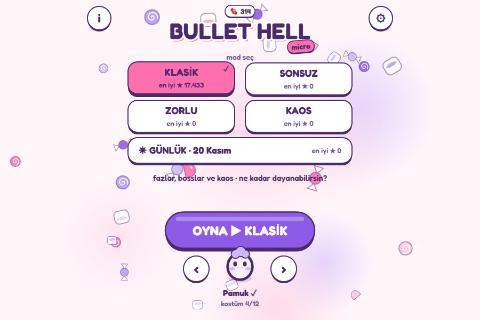 394
BULLET HELL
micro
mod seç
KLASİK ✓
en iyi ★ 17.433
SONSUZ
en iyi ★ 0
ZORLU
en iyi ★ 0
KAOS
en iyi ★ 0
☀ GÜNLÜK · 20 Kasım
en iyi ★ 0
fazlar, bosslar ve kaos · ne kadar dayanabilirsin?
OYNA ▶ KLASİK
Pamuk ✓
kostüm 4/12